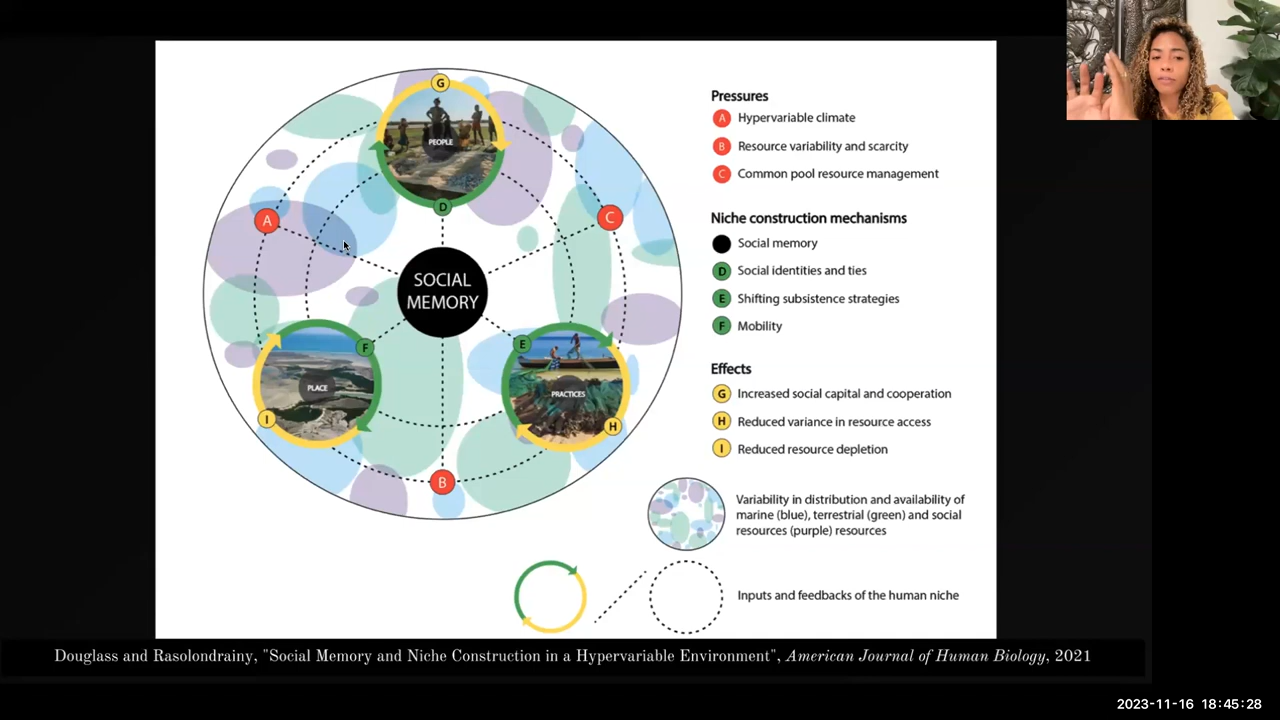 G
PEOPLE
D
A
C
SOCIAL
MEMORY
F
E
PLACE
PRACTICES
I
H
B
Pressures
A Hypervariable climate
B Resource variability and scarcity
C Common pool resource management
Niche construction mechanisms
Social memory
D Social identities and ties
E Shifting subsistence strategies
F Mobility
Effects
G Increased social capital and cooperation
H Reduced variance in resource access
I Reduced resource depletion
Variability in distribution and availability of
marine (blue), terrestrial (green) and social
resources (purple) resources
Inputs and feedbacks of the human niche
Douglass and Rasolondrainy, "Social Memory and Niche Construction in a Hypervariable Environment", American Journal of Human Biology, 2021
2023-11-16 18:45:28